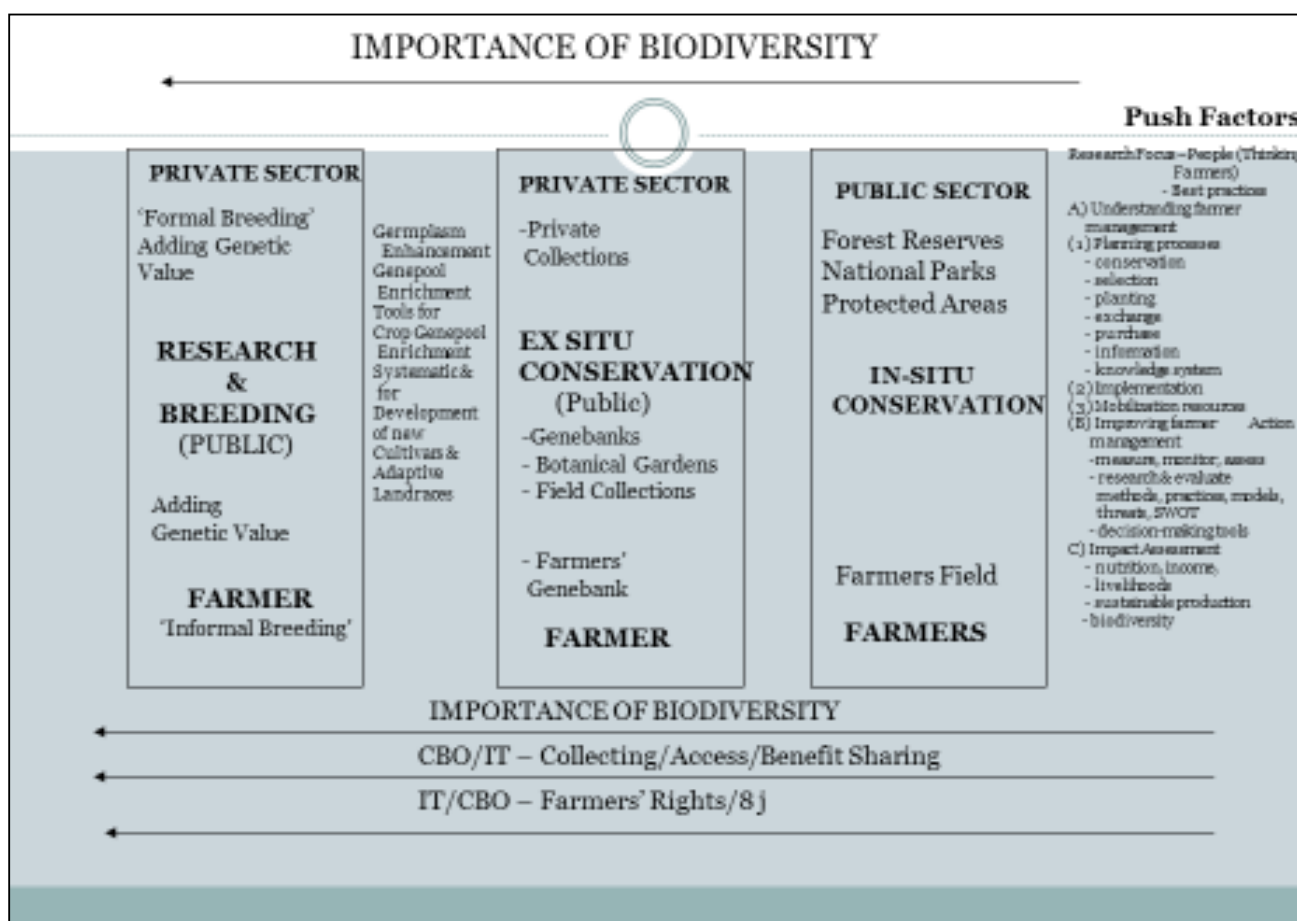 IMPORTANCE OF BIODIVERSITY
PRIVATE SECTOR
'Formal Breeding'
Adding Genetic
Value
RESEARCH
&
BREEDING
(PUBLIC)
Adding
Genetic Value
FARMER
'Informal Breeding'
Germplasm
Enhancement
Genepool
Enrichment
Tools for
Crop Genepool
Enrichment
Systematic &
for
Development
of new
Cultivars &
Adaptive
Landraces
PRIVATE SECTOR
-Private
Collections
EX SITU
CONSERVATION
(Public)
-Genebanks
- Botanical Gardens
- Field Collections
- Farmers'
Genebank
FARMER
PUBLIC SECTOR
Forest Reserves
National Parks
Protected Areas
IN-SITU
CONSERVATION
Farmers Field
FARMERS
Push Factors
Research Focus – People (Thinking
Farmers)
- Best practices
A) Understanding farmer
management
(1) Planning processes
- conservation
- selection
- planting
- exchange
- purchase
- information
- knowledge system
(2) Implementation
(3) Mobilization resources
(B) Improving farmer Action
management
-measure, monitor, assess
- research & evaluate
methods, practices, models,
threats, SWOT
- decision-making tools
C) Impact Assessment
- nutrition, income,
- livelihoods
- sustainable production
- biodiversity
IMPORTANCE OF BIODIVERSITY
CBO/IT – Collecting/Access/Benefit Sharing
IT/CBO – Farmers' Rights/8 j